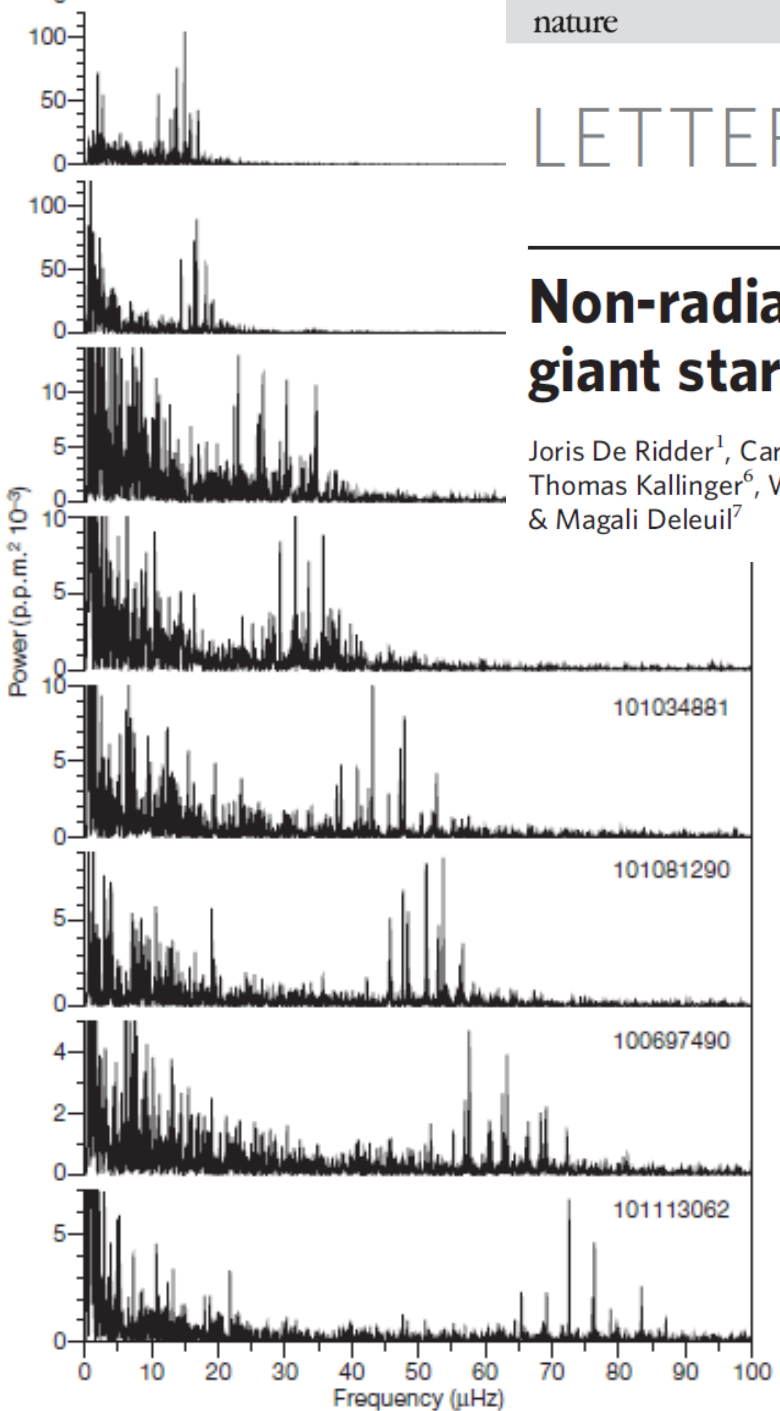 nature
LETTER
Non-radia
giant star
Joris De Ridder¹, Car
Thomas Kallinger⁶, W
& Magali Deleuil⁷
100
50
0
100
50
0
10
5
0
10
5
0
10
5
0
101034881
5
0
101081290
4
2
0
100697490
5
0
101113062
Power (p.p.m.² 10⁻³)
0 10 20 30 40 50 60 70 80 90 100
Frequency (μHz)